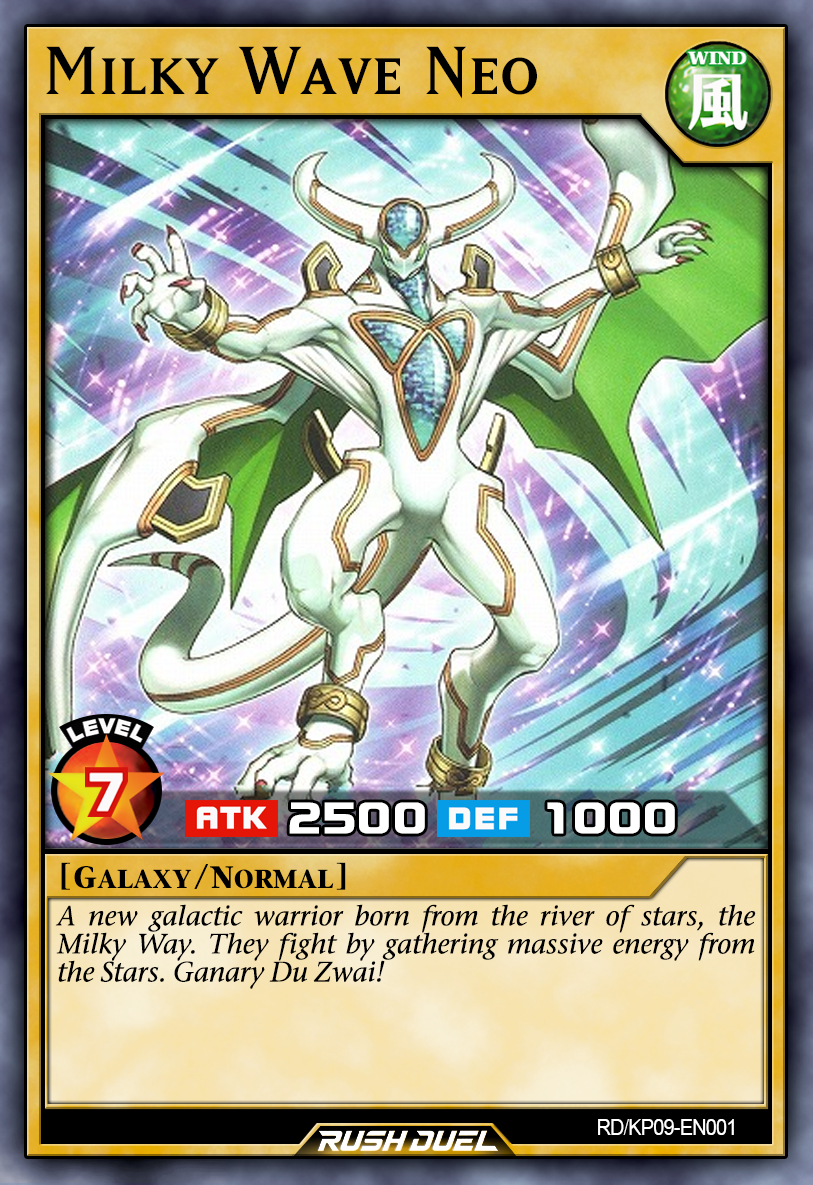 Milky Wave Neo
WIND
風
LEVEL
7
ATK 2500 DEF 1000
[Galaxy/Normal]
A new galactic warrior born from the river of stars, the
Milky Way. They fight by gathering massive energy from
the Stars. Ganary Du Zwai!
RD/KP09-EN001
RUSH DUEL